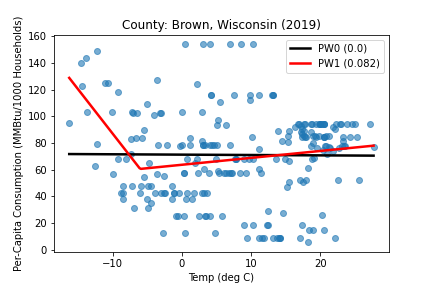 County: Brown, Wisconsin (2019)
Per-Capita Consumption (MMBtu/1000 Households)
160
140
120
100
80
60
40
20
0
PW0 (0.0)
PW1 (0.082)
−10
0
10
20
Temp (deg C)